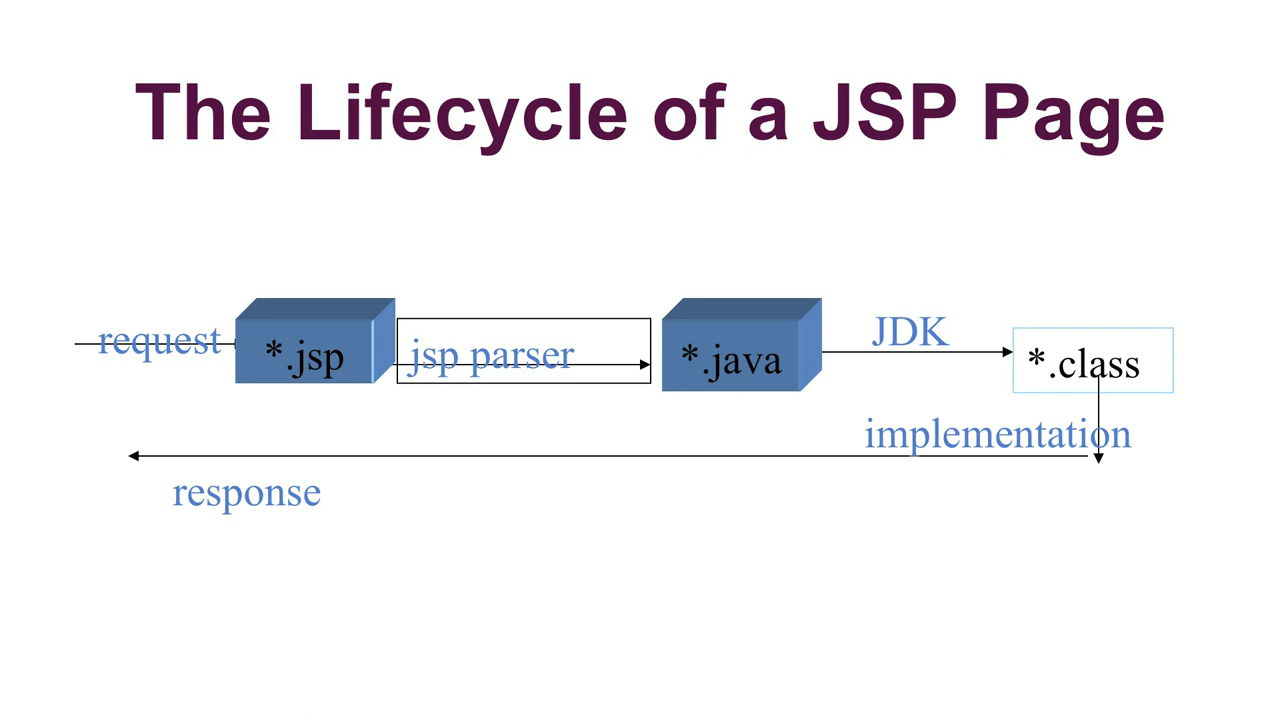 The Lifecycle of a JSP Page
request
*.jsp
jsp parser
*.java
JDK
*.class
implementation
response